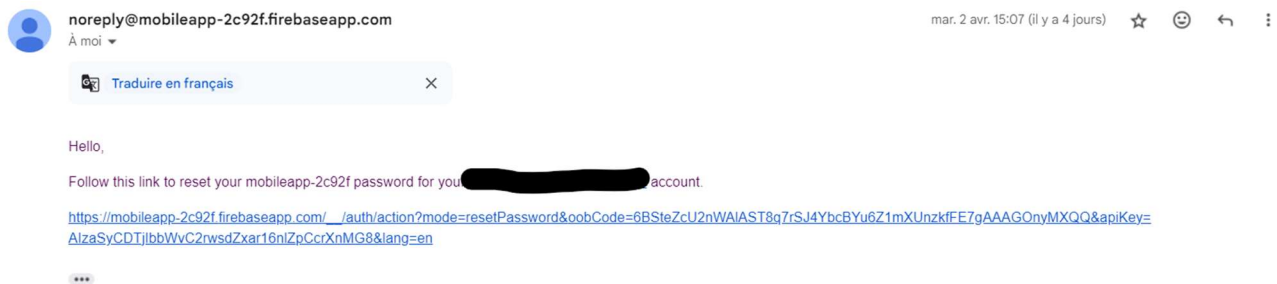 noreply@mobileapp-2c92f.firebaseapp.com
mar. 2 avr. 15:07 (il y a 4 jours)
À moi
Traduire en français
Hello,
Follow this link to reset your mobileapp-2c92f password for you account.
https://mobileapp-2c92f.firebaseapp.com/__/auth/action?mode=resetPassword&oobCode=6BSteZcU2nWAlAST8q7rSJ4YbcBYu6Z1mXUnzkfFE7gAAAGOnyMXQQ&apiKey=
AIzaSyCDTjlbbWvC2rwsdZxar16nlZpCcrXnMG8&lang=en